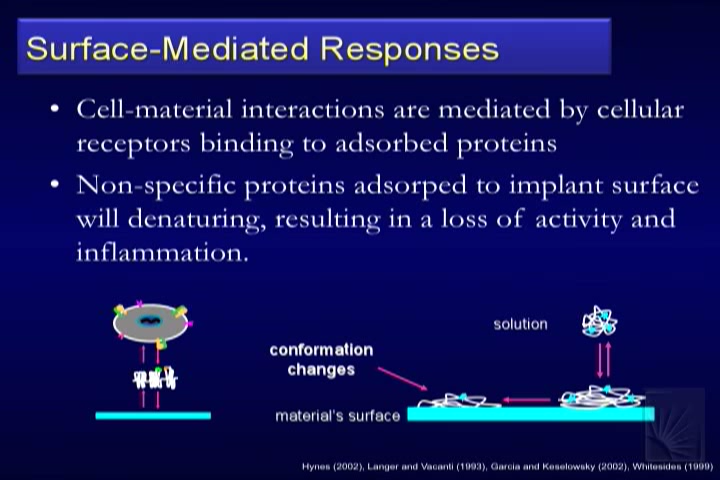 Surface-Mediated Responses
• Cell-material interactions are mediated by cellular
receptors binding to adsorbed proteins
• Non-specific proteins adsorped to implant surface
will denaturing, resulting in a loss of activity and
inflammation.
solution
conformation
changes
material's surface
Hynes (2002), Langer and Vacanti (1993), Garcia and Keselowsky (2002), Whitesides (1999)